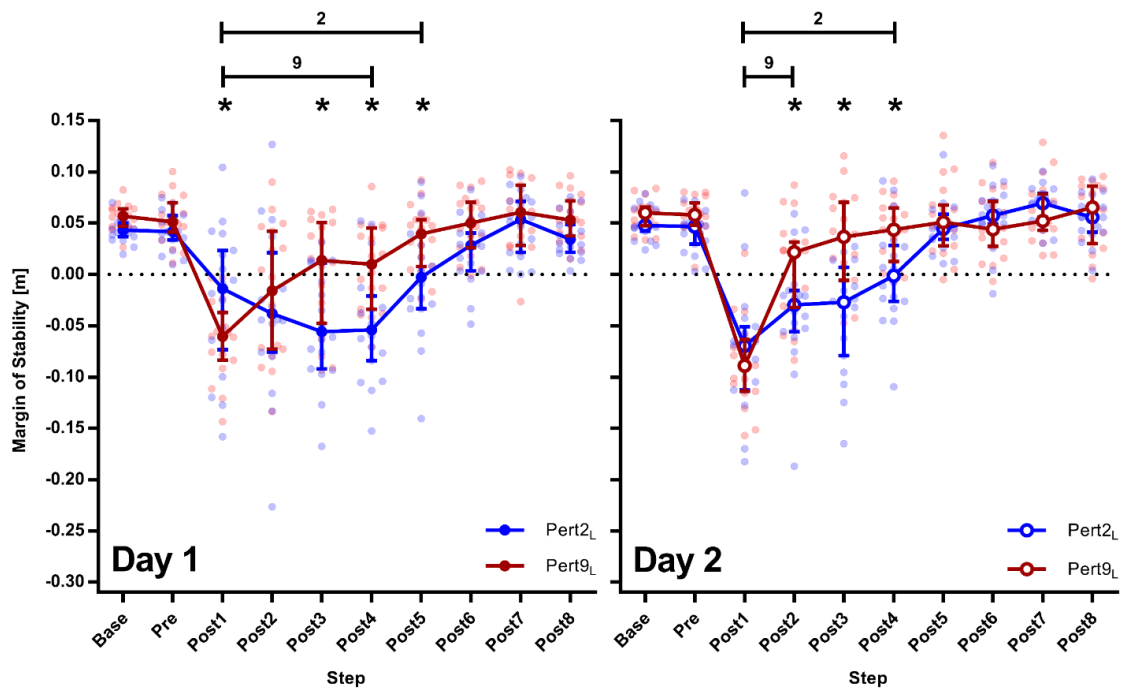 2
9
* * * *
2
9
* * *
Margin of Stability [m]
0.15
0.10
0.05
0.00
-0.05
-0.10
-0.15
-0.20
-0.25
-0.30
Day 1
Pert2L
Pert9L
Day 2
Pert2L
Pert9L
Base Pre Post1 Post2 Post3 Post4 Post5 Post6 Post7 Post8
Step
Base Pre Post1 Post2 Post3 Post4 Post5 Post6 Post7 Post8
Step